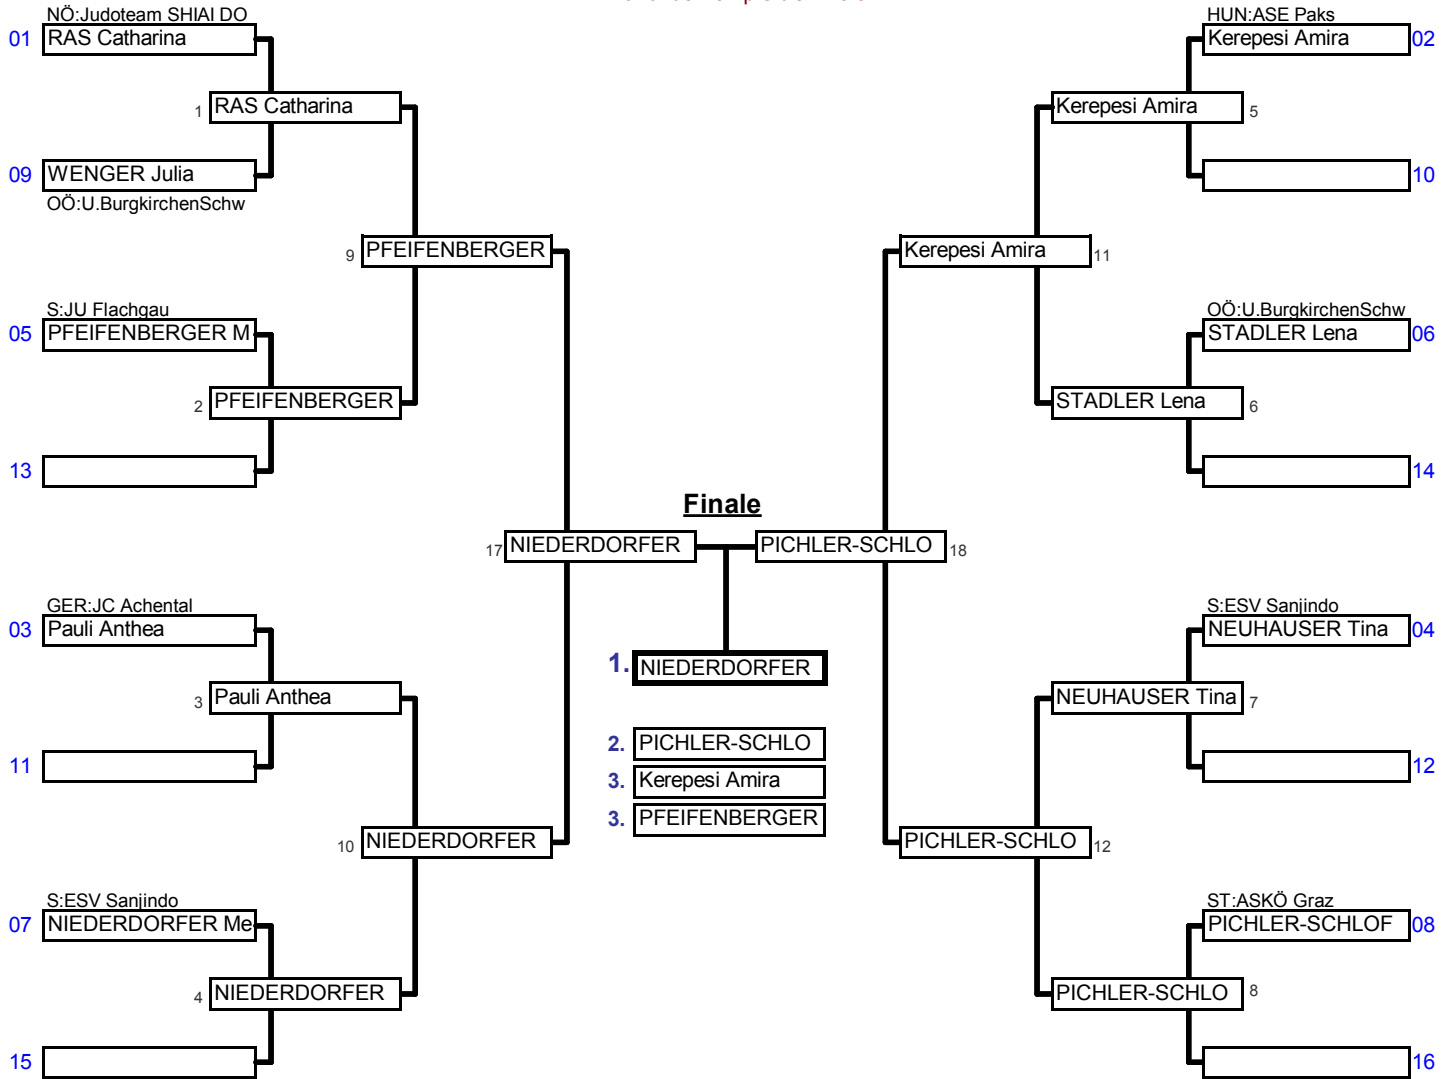 NÖ:Judoteam SHIAI DO
01 RAS Catharina
1 RAS Catharina
09 WENGER Julia
OÖ:U.BurgkirchenSchw
9 PFEIFENBERGER
S:JU Flachgau
05 PFEIFENBERGER M
2 PFEIFENBERGER
13
17 NIEDERDORFER
GER:JC Achental
03 Pauli Anthea
3 Pauli Anthea
11
10 NIEDERDORFER
S:ESV Sanjindo
07 NIEDERDORFER Me
4 NIEDERDORFER
15
Finale
1. NIEDERDORFER
2. PICHLER-SCHLO
3. Kerepesi Amira
3. PFEIFENBERGER
HUN:ASE Paks
Kerepesi Amira 02
Kerepesi Amira 5
10
Kerepesi Amira 11
OÖ:U.BurgkirchenSchw
STADLER Lena 06
STADLER Lena 6
14
PICHLER-SCHLO 18
S:ESV Sanjindo
NEUHAUSER Tina 04
NEUHAUSER Tina 7
12
PICHLER-SCHLO 12
ST:ASKÖ Graz
PICHLER-SCHLOF 08
PICHLER-SCHLO 8
16